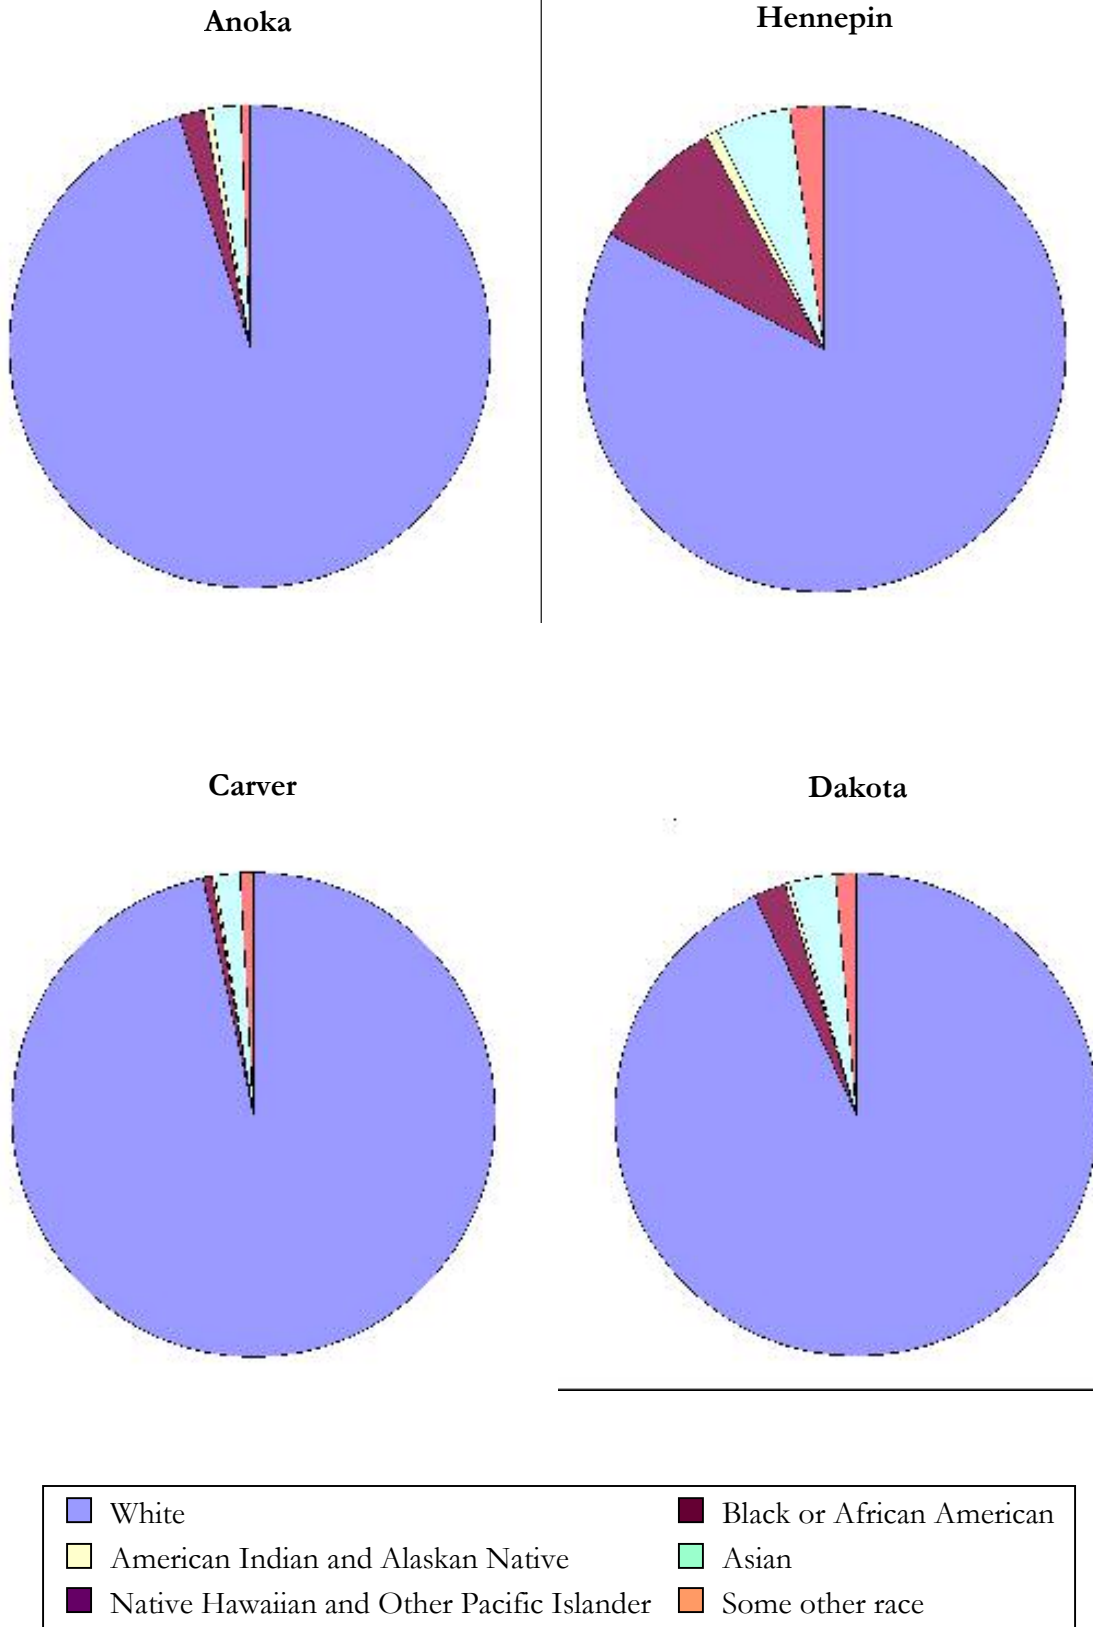 Anoka
Hennepin
Carver
Dakota
White
Black or African American
American Indian and Alaskan Native
Asian
Native Hawaiian and Other Pacific Islander
Some other race